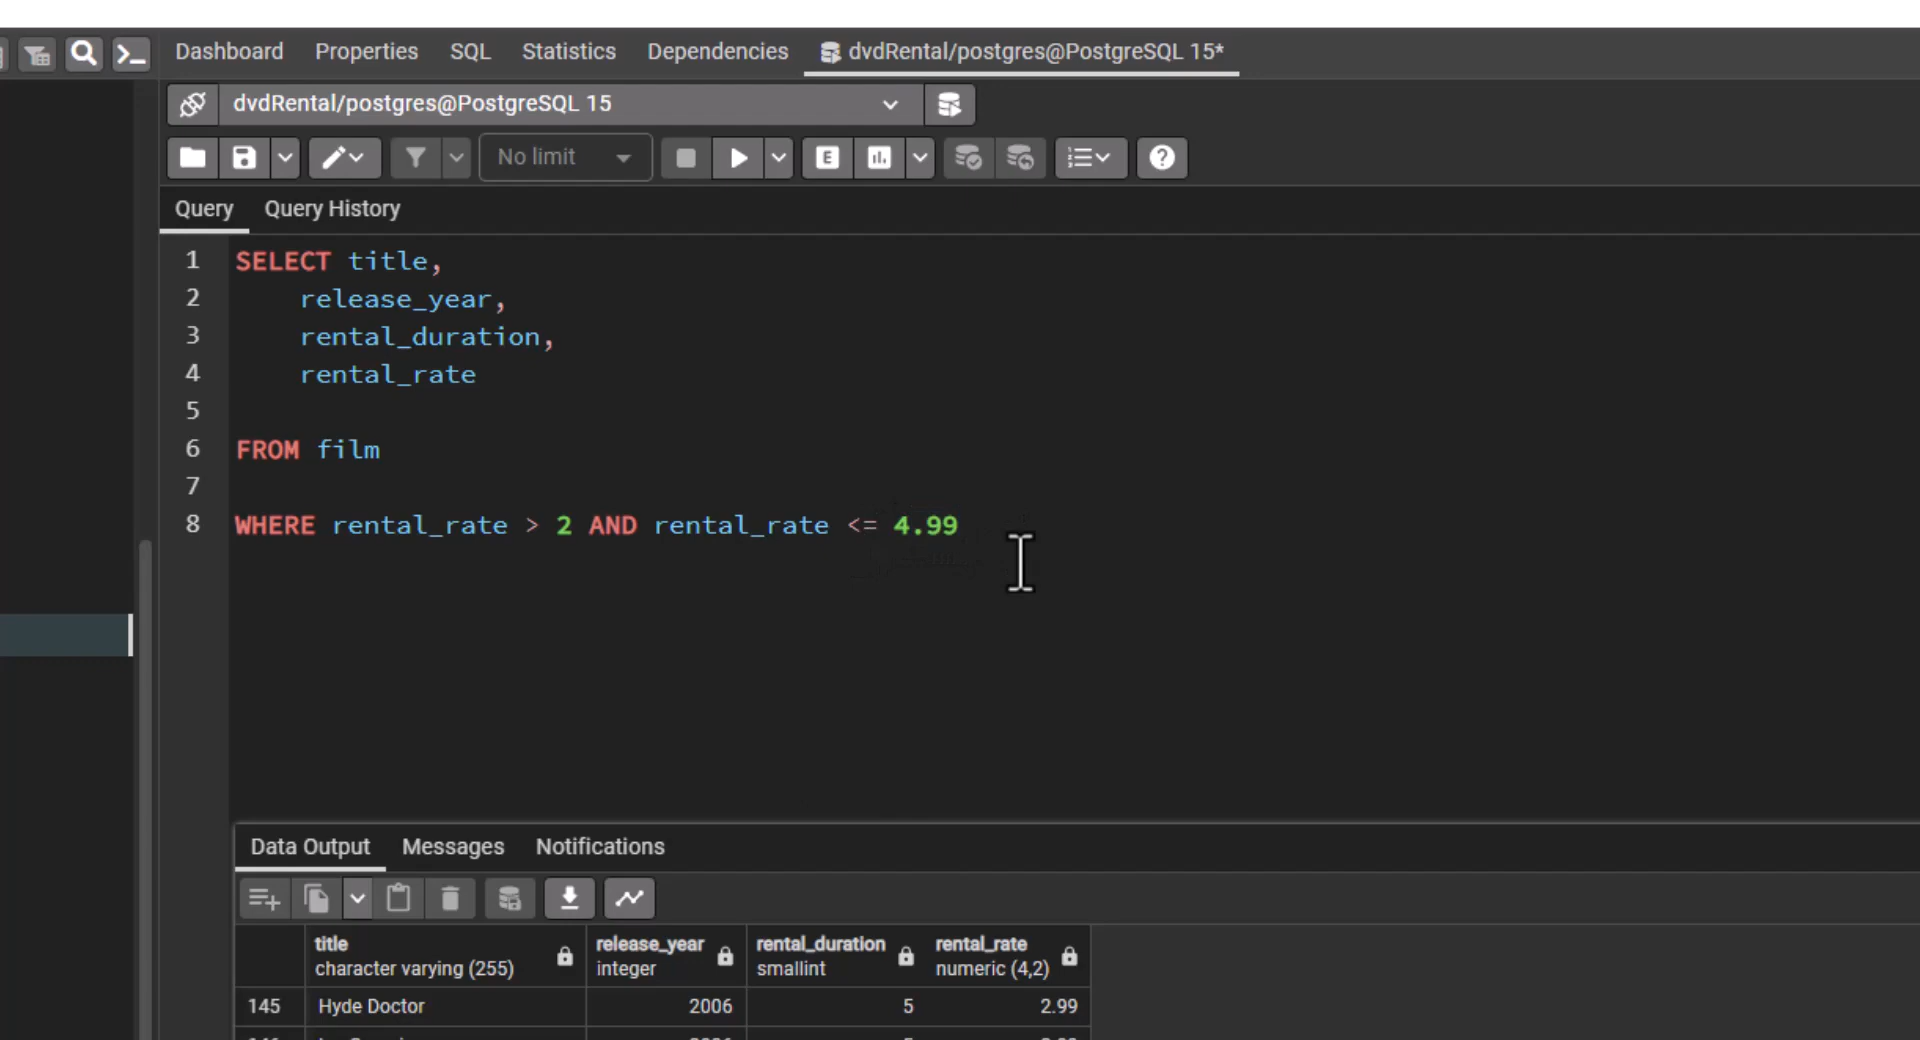 Dashboard Properties SQL Statistics Dependencies dvdRental/postgres@PostgreSQL 15*
dvdRental/postgres@PostgreSQL 15
No limit E
Query Query History
1 SELECT title,
2 release_year,
3 rental_duration,
4 rental_rate
5
6 FROM film
7
8 WHERE rental_rate > 2 AND rental_rate <= 4.99
Data Output Messages Notifications
title release_year rental_duration rental_rate
character varying (255) integer smallint numeric (4,2)
145 Hyde Doctor 2006 5 2.99